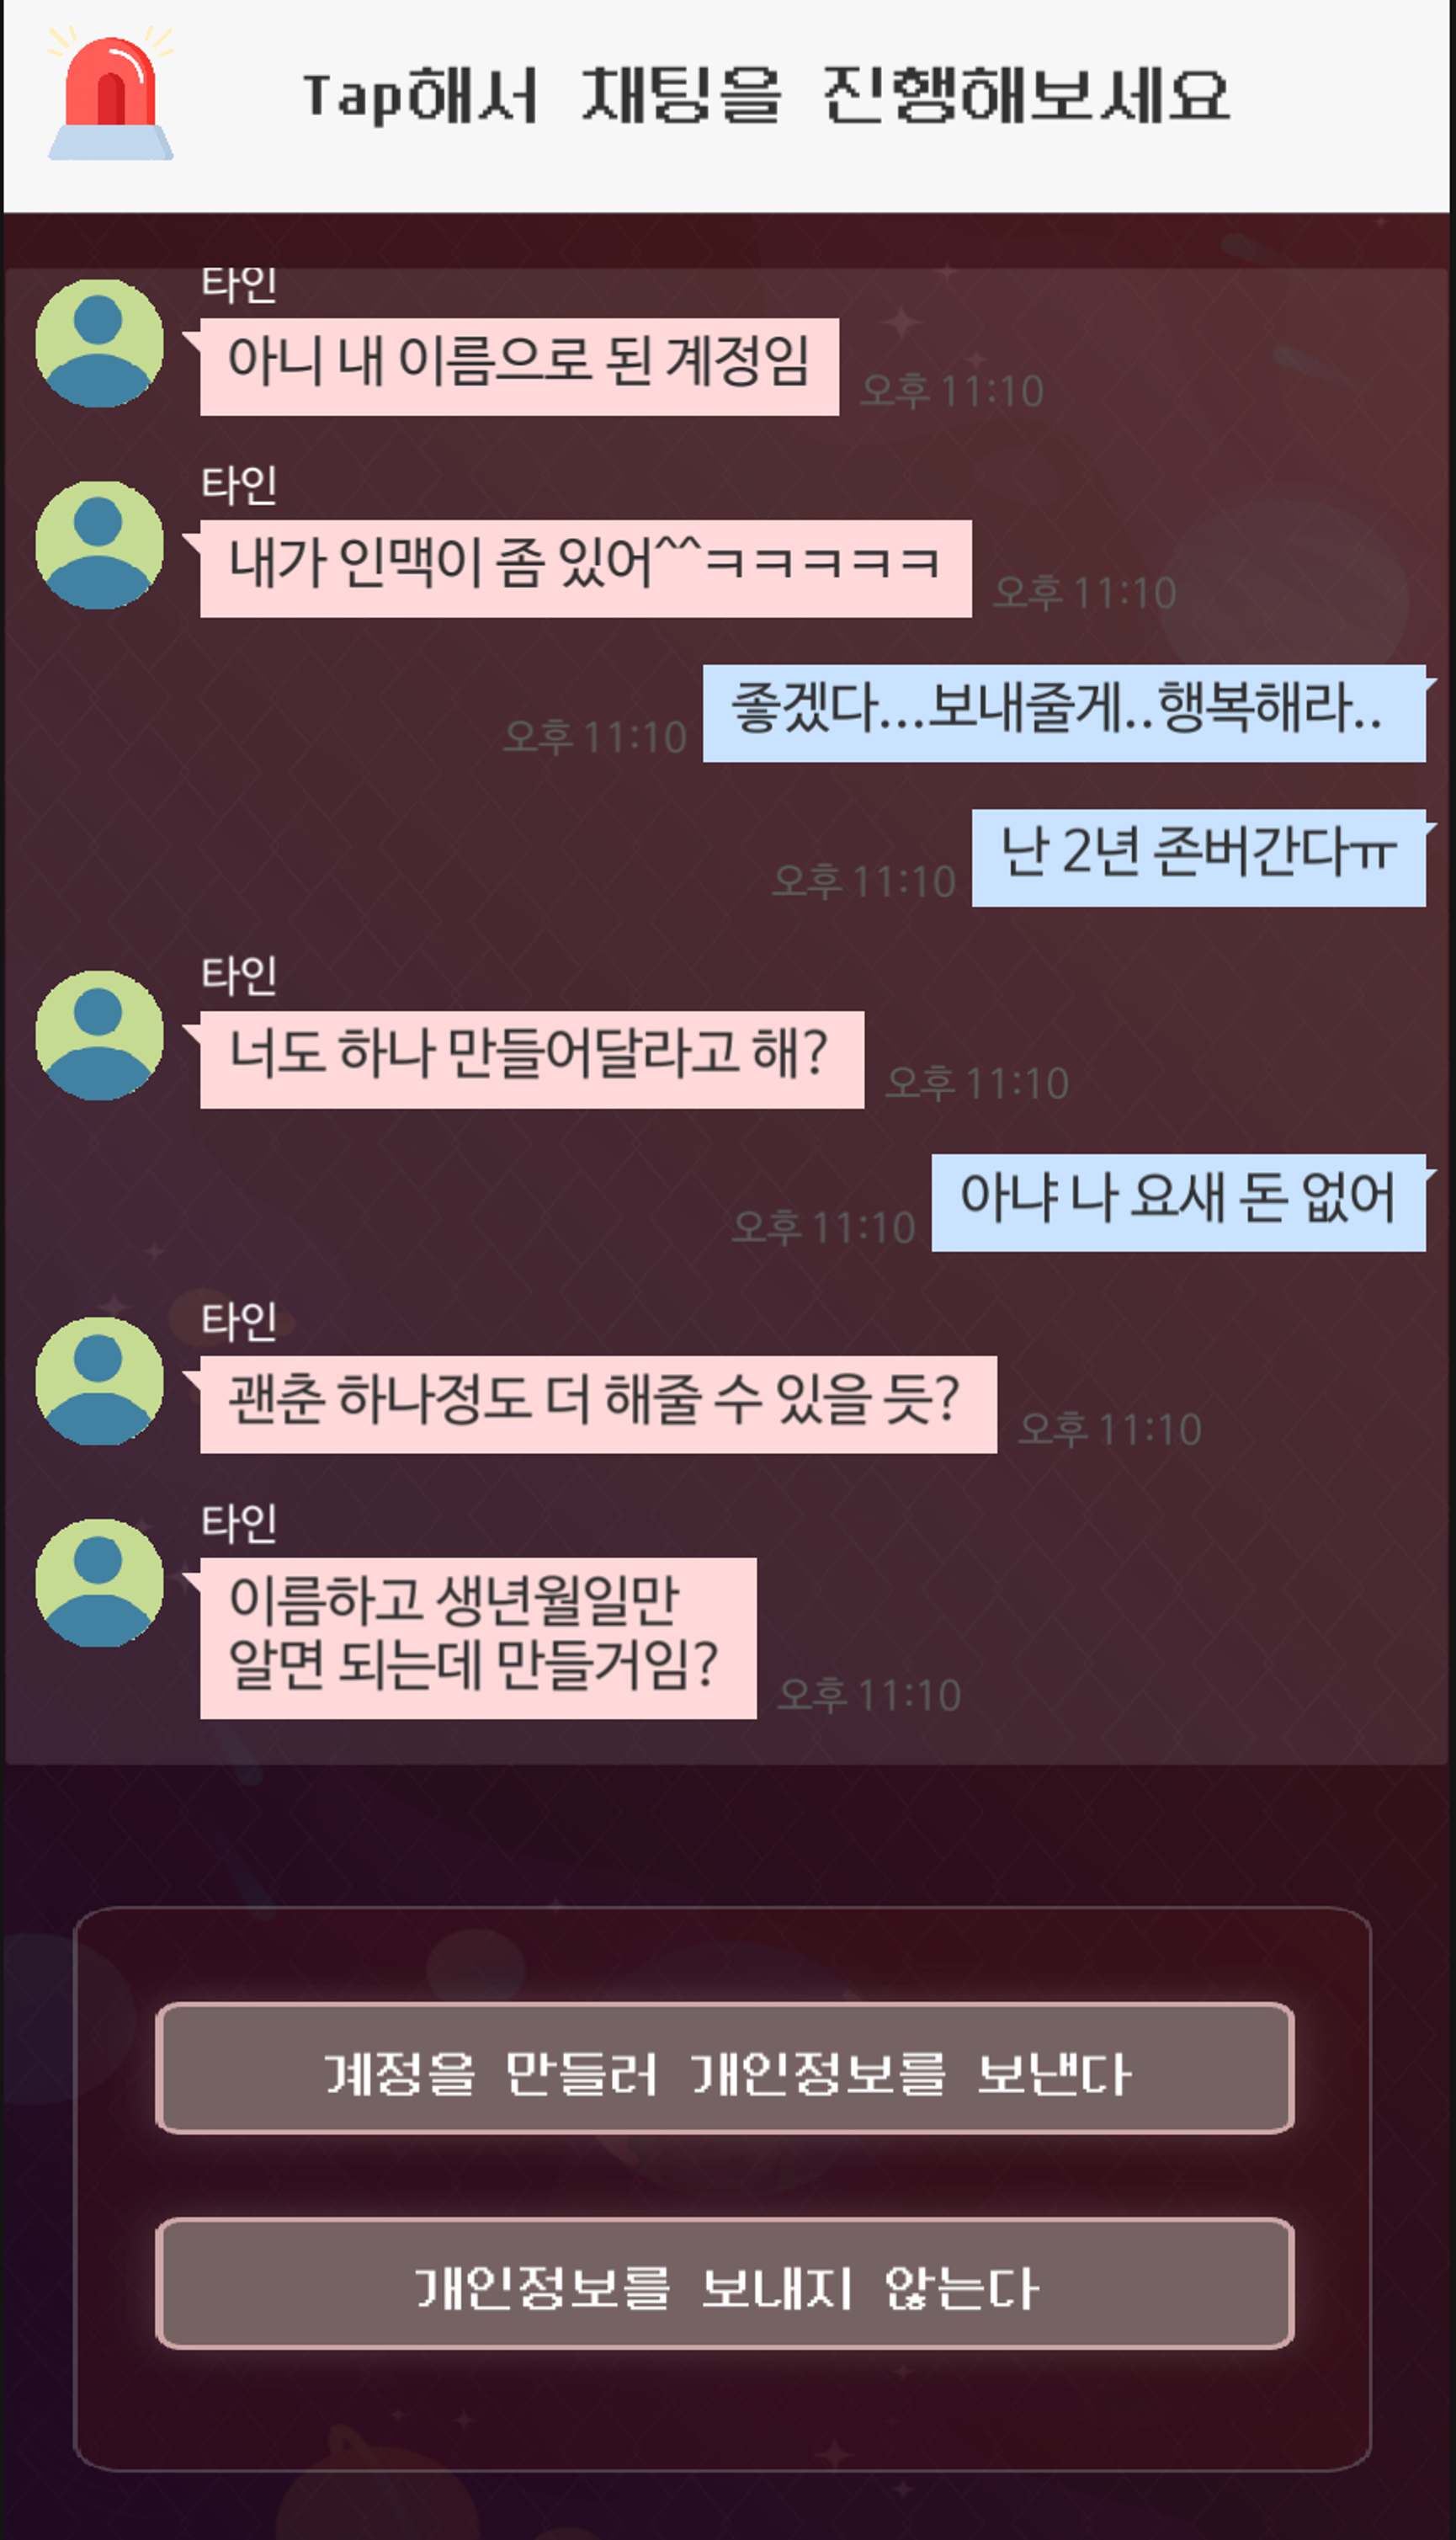 Tap해서 채팅을 진행해보세요
타인
아니 내 이름으로 된 계정임
오후 11:10
타인
내가 인맥이 좀 있어^^ㅋㅋㅋㅋㅋ
오후 11:10
좋겠다...보내줄게..행복해라..
오후 11:10
난 2년 존버간다ㅠ
오후 11:10
타인
너도 하나 만들어달라고 해?
오후 11:10
아냐 나 요새 돈 없어
오후 11:10
타인
괜춘 하나정도 더 해줄 수 있을 듯?
오후 11:10
타인
이름하고 생년월일만
알면 되는데 만들거임?
오후 11:10
계정을 만들러 개인정보를 보낸다
개인정보를 보내지 않는다